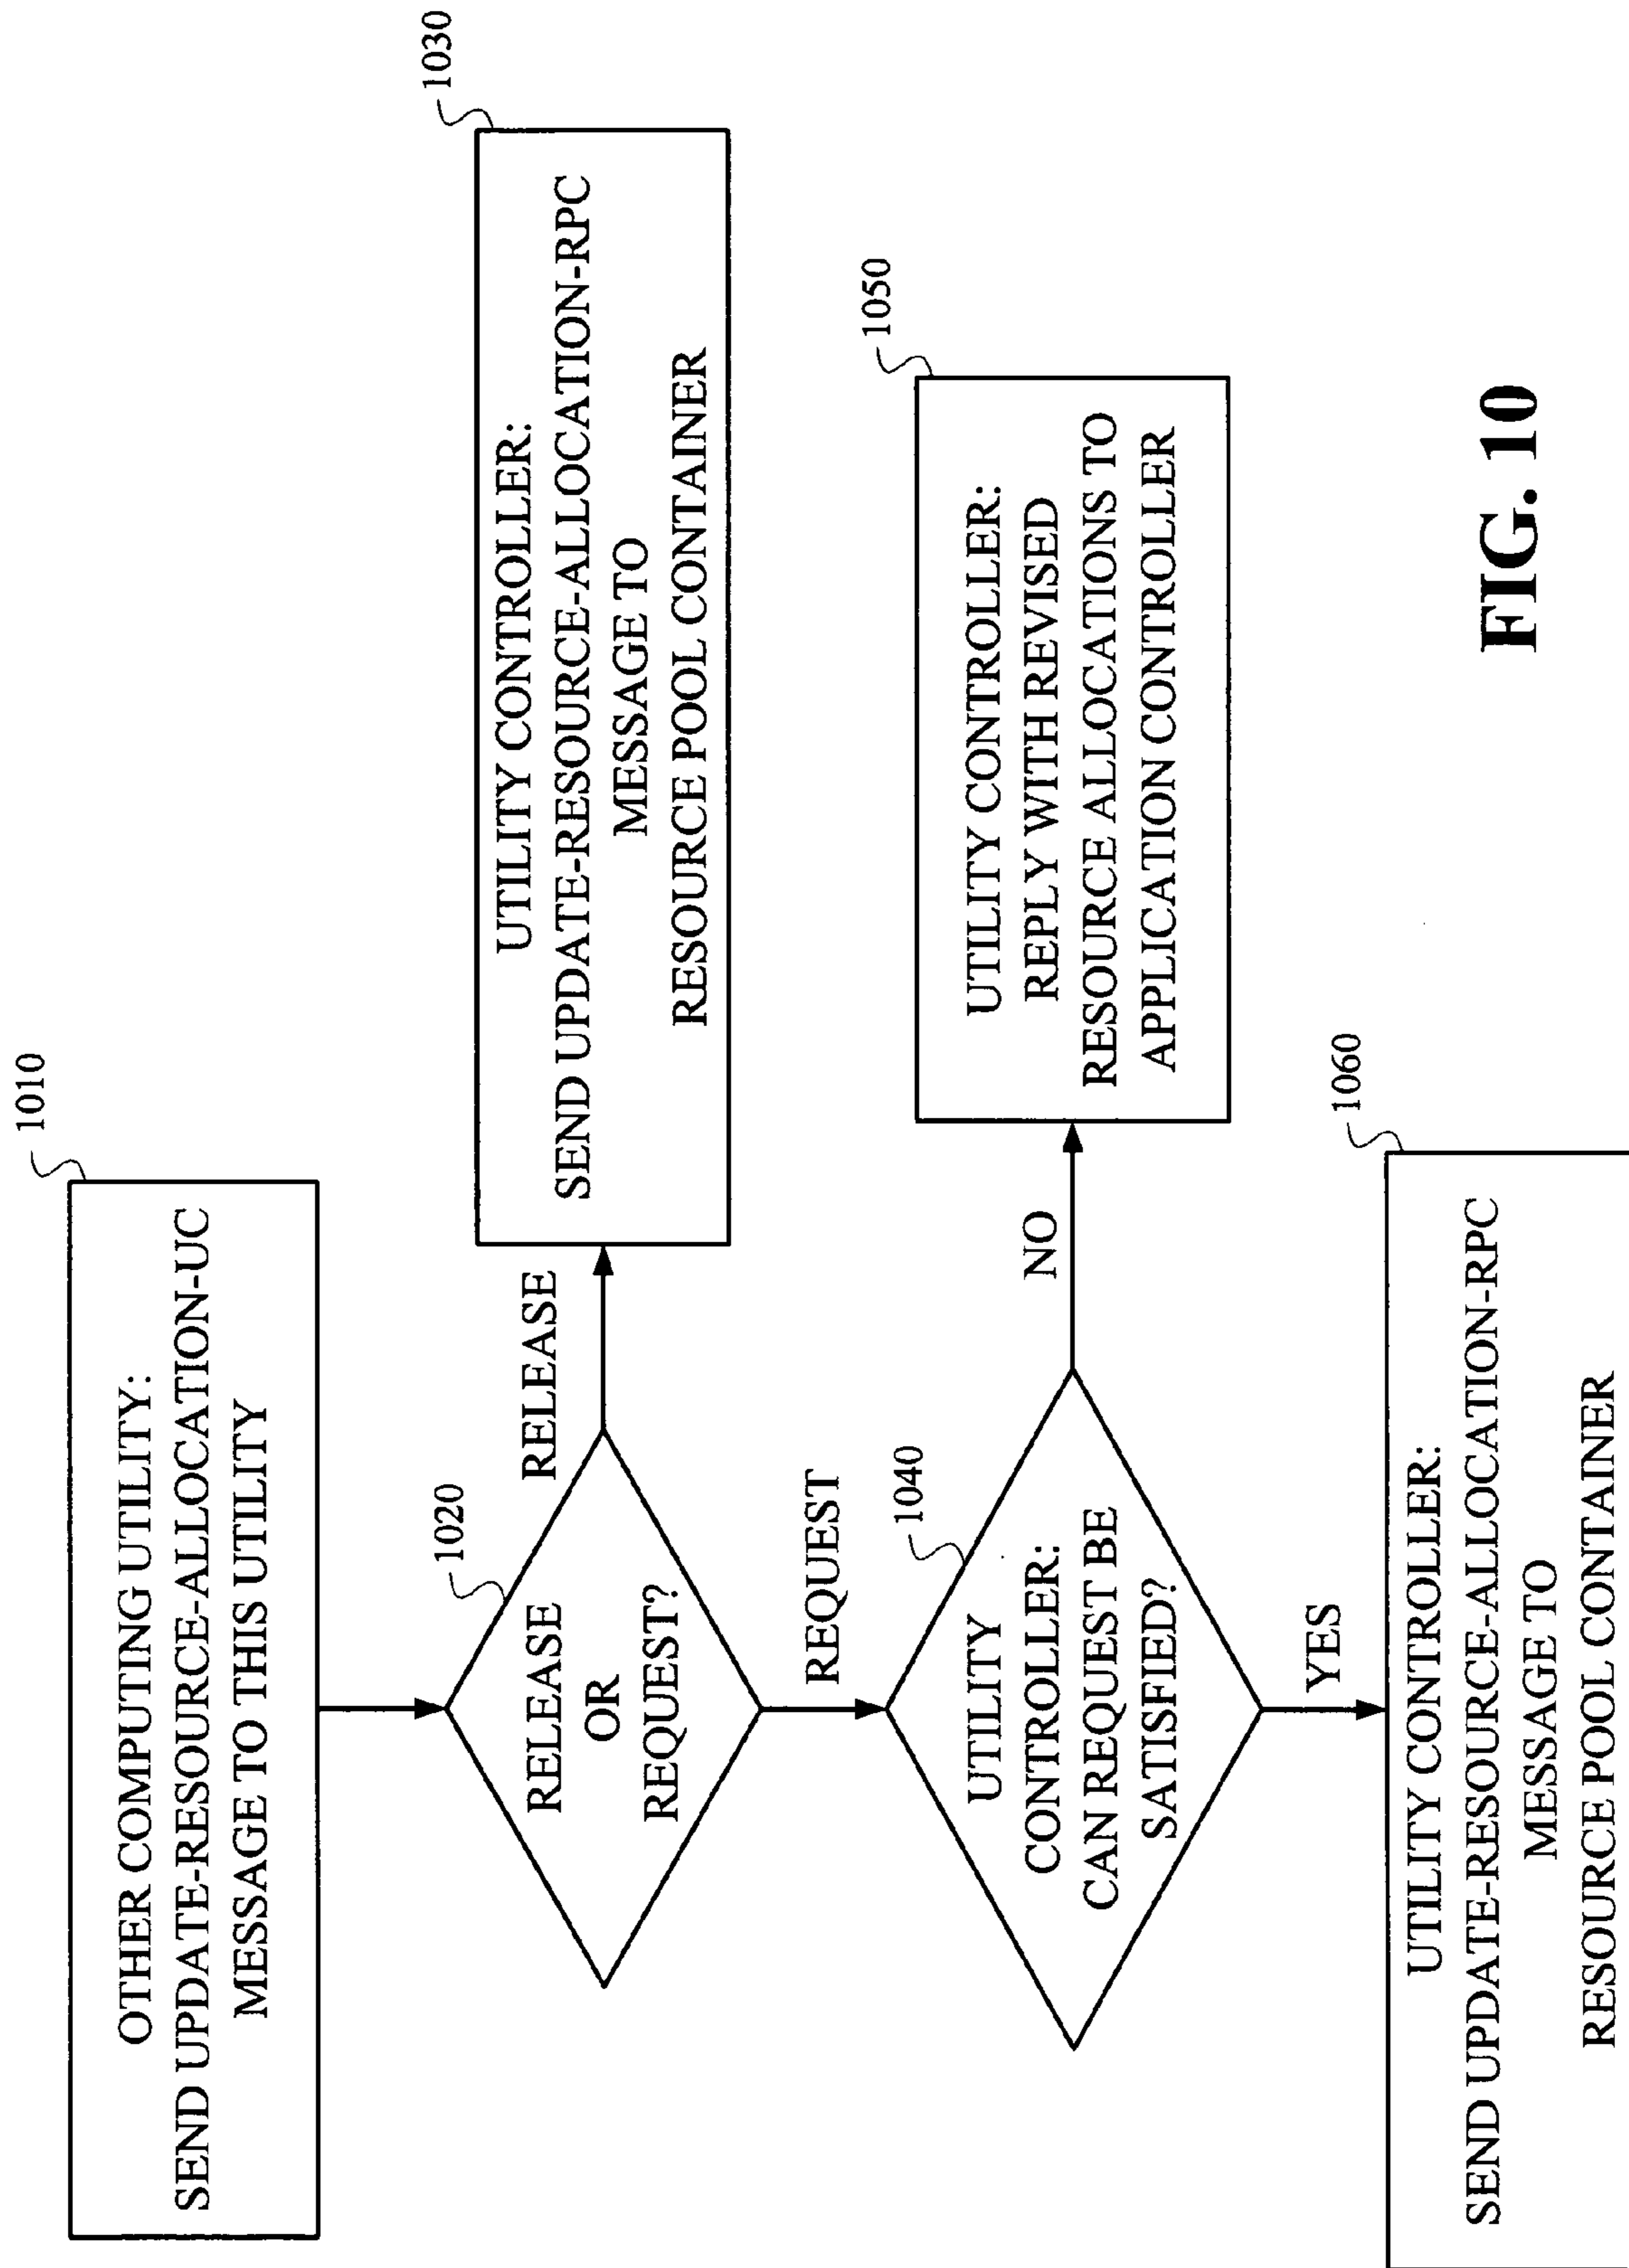 1010
OTHER COMPUTING UTILITY:
SEND UPDATE-RESOURCE-ALLOCATION-UC
MESSAGE TO THIS UTILITY
1020
RELEASE
OR
REQUEST?
RELEASE
1030
UTILITY CONTROLLER:
SEND UPDATE-RESOURCE-ALLOCATION-RPC
MESSAGE TO
RESOURCE POOL CONTAINER
REQUEST
1040
UTILITY
CONTROLLER:
CAN REQUEST BE
SATISFIED?
NO
1050
UTILITY CONTROLLER:
REPLY WITH REVISED
RESOURCE ALLOCATIONS TO
APPLICATION CONTROLLER
YES
1060
UTILITY CONTROLLER:
SEND UPDATE-RESOURCE-ALLOCATION-RPC
MESSAGE TO
RESOURCE POOL CONTAINER
FIG. 10